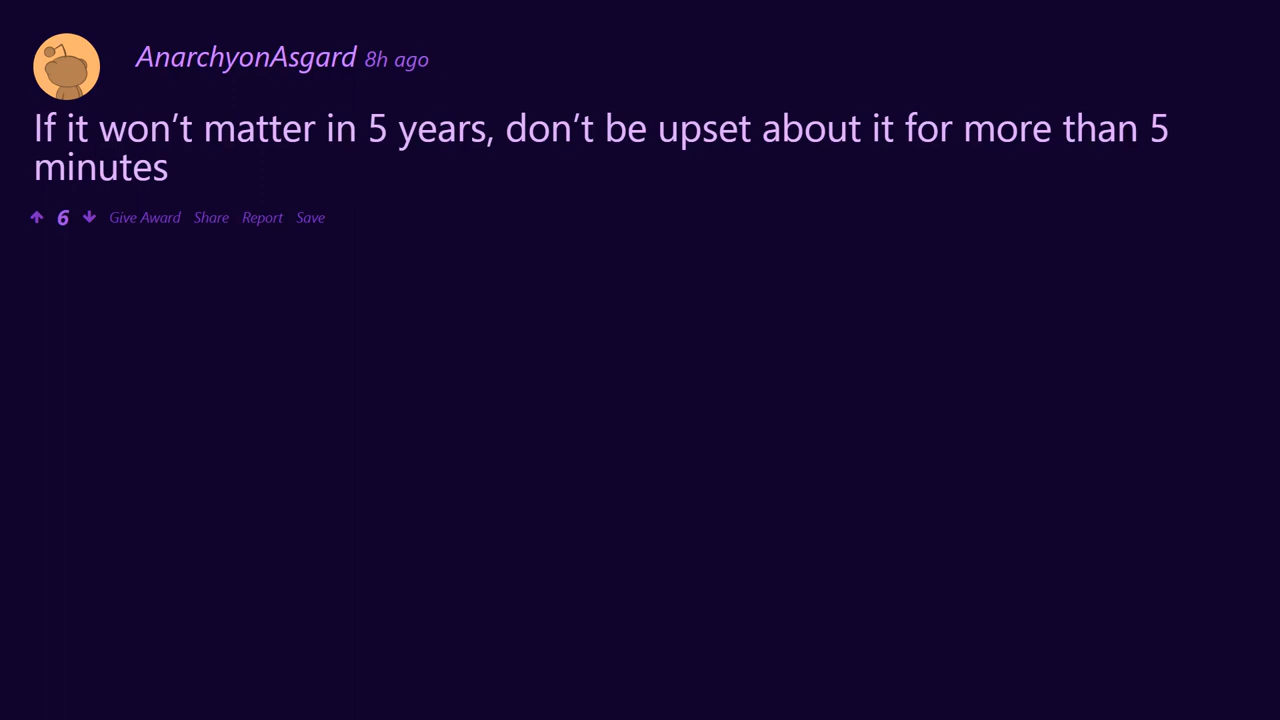 AnarchyonAsgard 8h ago
If it won’t matter in 5 years, don’t be upset about it for more than 5
minutes
6 Give Award Share Report Save